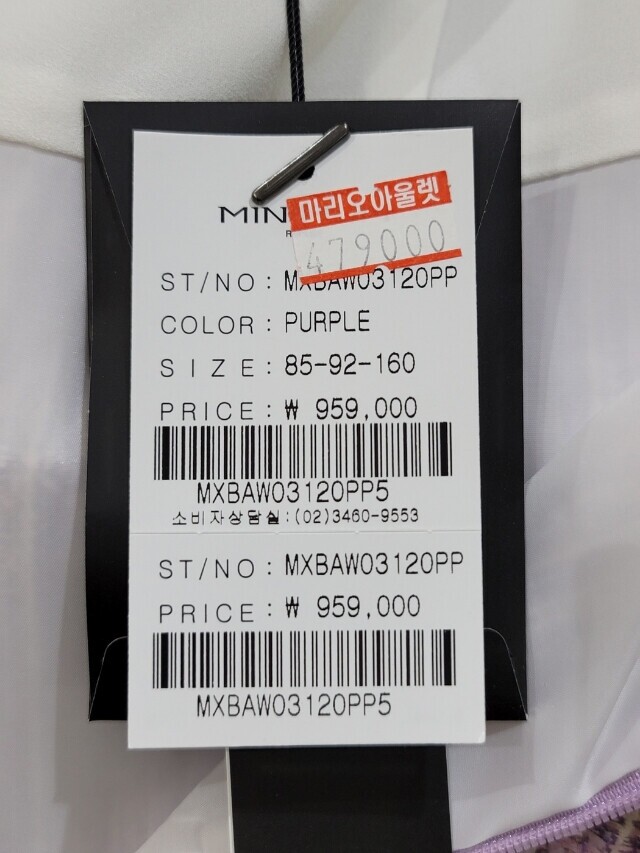 마리오아울렛
MIN
479000
ST/NO : MXBAW03120PP
COLOR : PURPLE
SIZE : 85-92-160
PRICE : ₩ 959,000
MXBAW03120PP5
소비자상담실:(02)3460-9553
ST/NO : MXBAW03120PP
PRICE : ₩ 959,000
MXBAW03120PP5